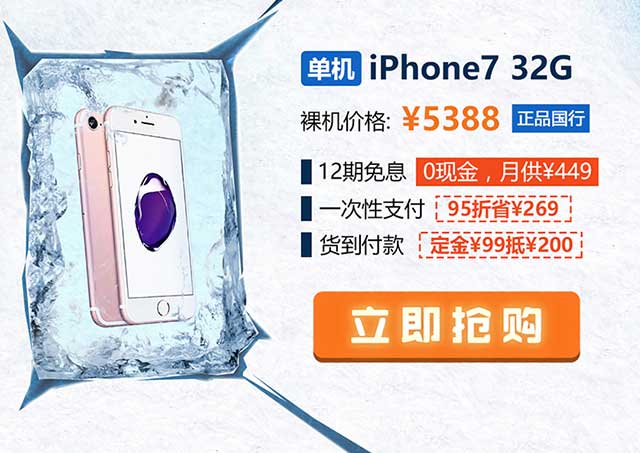 单机 iPhone7 32G
裸机价格: ¥5388 正品国行
12期免息 0现金，月供¥449
一次性支付 95折省¥269
货到付款 定金¥99抵¥200
立即抢购